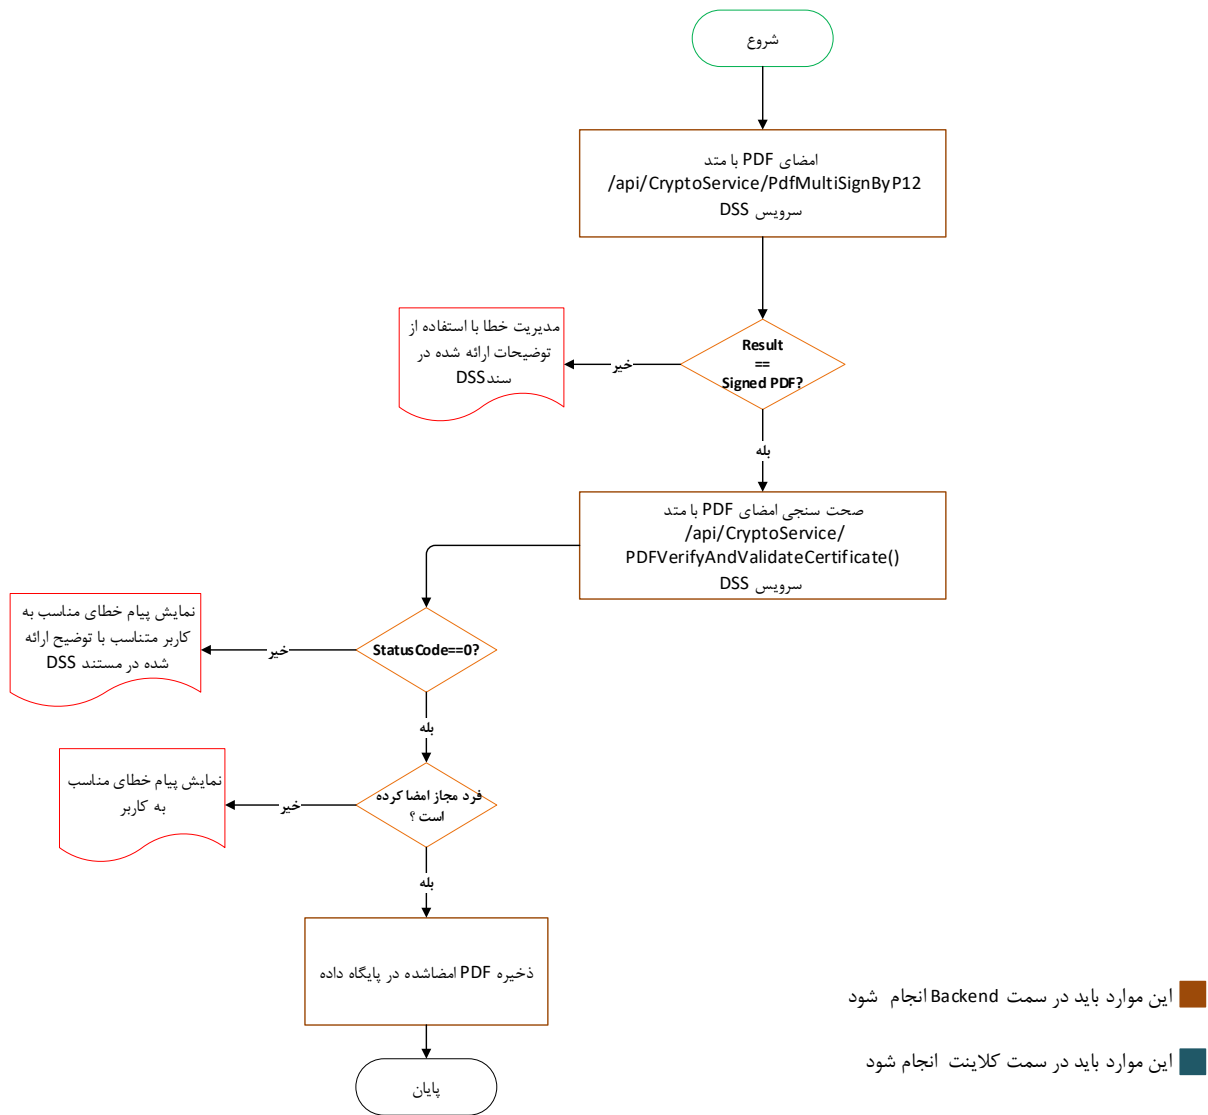 شروع
امضای PDF با متد
/api/CryptoService/PdfMultiSignByP12
سرویس DSS
Result
==
Signed PDF?
خیر
مدیریت خطا با استفاده از
توضیحات ارائه شده در
سند DSS
بله
صحت سنجی امضای PDF با متد
/api/CryptoService/
PDFVerifyAndValidateCertificate()
سرویس DSS
StatusCode==0?
خیر
نمایش پیام خطای مناسب به
کاربر متناسب با توضیح ارائه
شده در مستند DSS
بله
فرد مجاز امضا کرده
است ؟
خیر
نمایش پیام خطای مناسب
به کاربر
بله
ذخیره PDF امضاشده در پایگاه داده
پایان
این موارد باید در سمت Backend انجام شود
این موارد باید در سمت کلاینت انجام شود